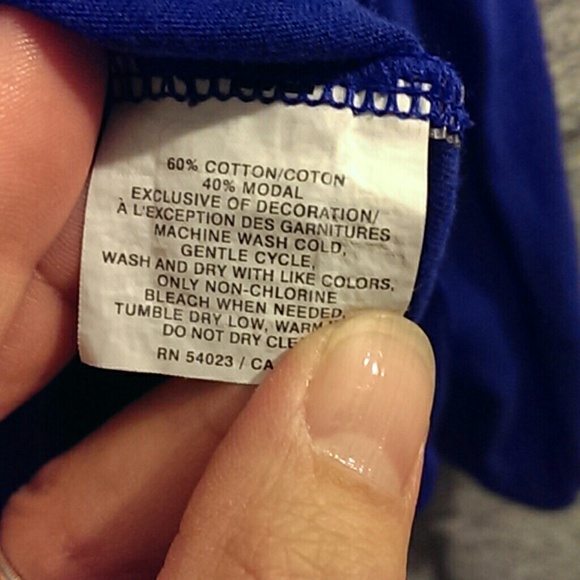 60% COTTON/COTON
40% MODAL
EXCLUSIVE OF DECORATION/
À L'EXCEPTION DES GARNITURES
MACHINE WASH COLD,
GENTLE CYCLE,
WASH AND DRY WITH LIKE COLORS,
ONLY NON-CHLORINE
BLEACH WHEN NEEDED,
TUMBLE DRY LOW, WARM
DO NOT DRY
RN 54023 / CA